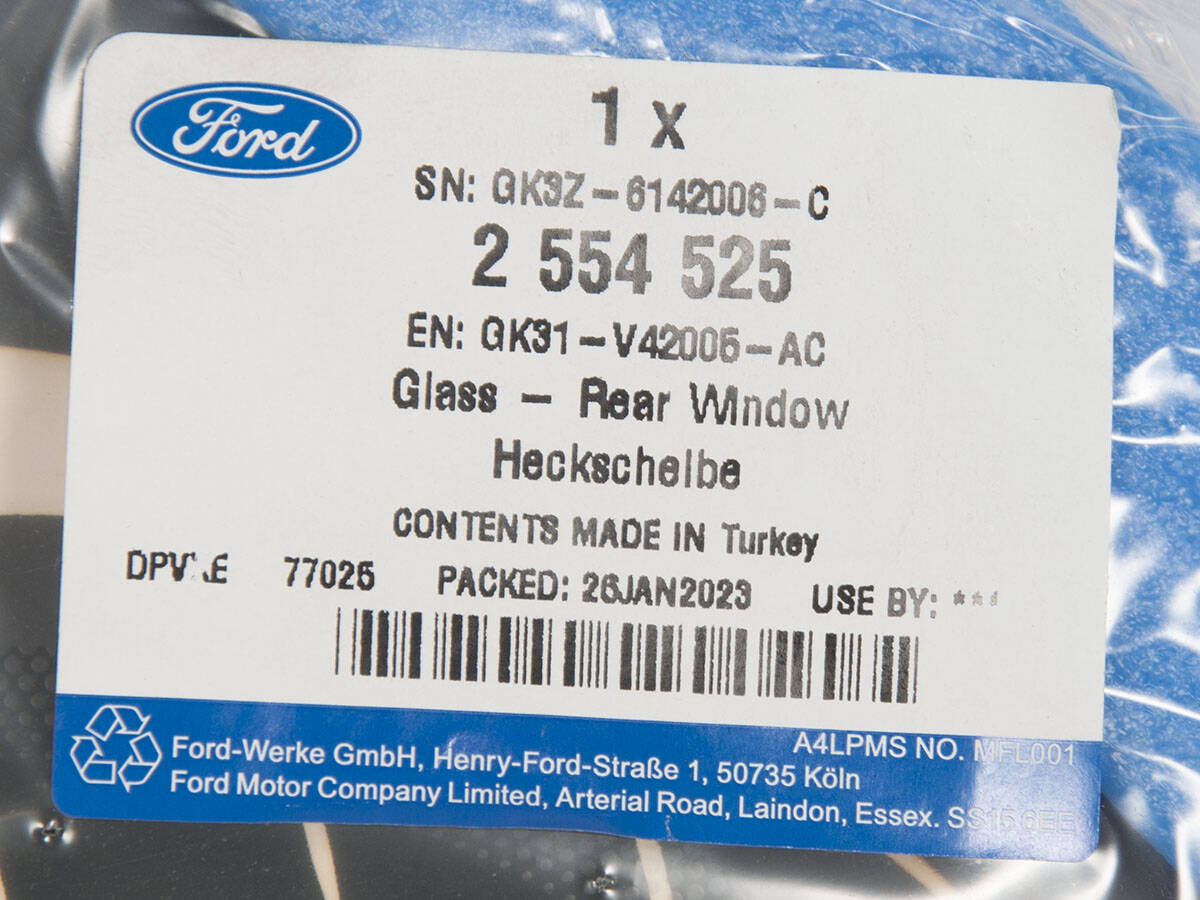 Ford
1 x
SN: GK3Z-6142006-C
2 554 525
EN: GK31-V42006-AC
Glass - Rear Window
Heckscheibe
CONTENTS MADE IN Turkey
77025 PACKED: 26JAN2023 USE BY: ***
A4LPMS NO. MFL001
Ford-Werke GmbH, Henry-Ford-Straße 1, 50735 Köln
Ford Motor Company Limited, Arterial Road, Laindon, Essex. SS15 6EE